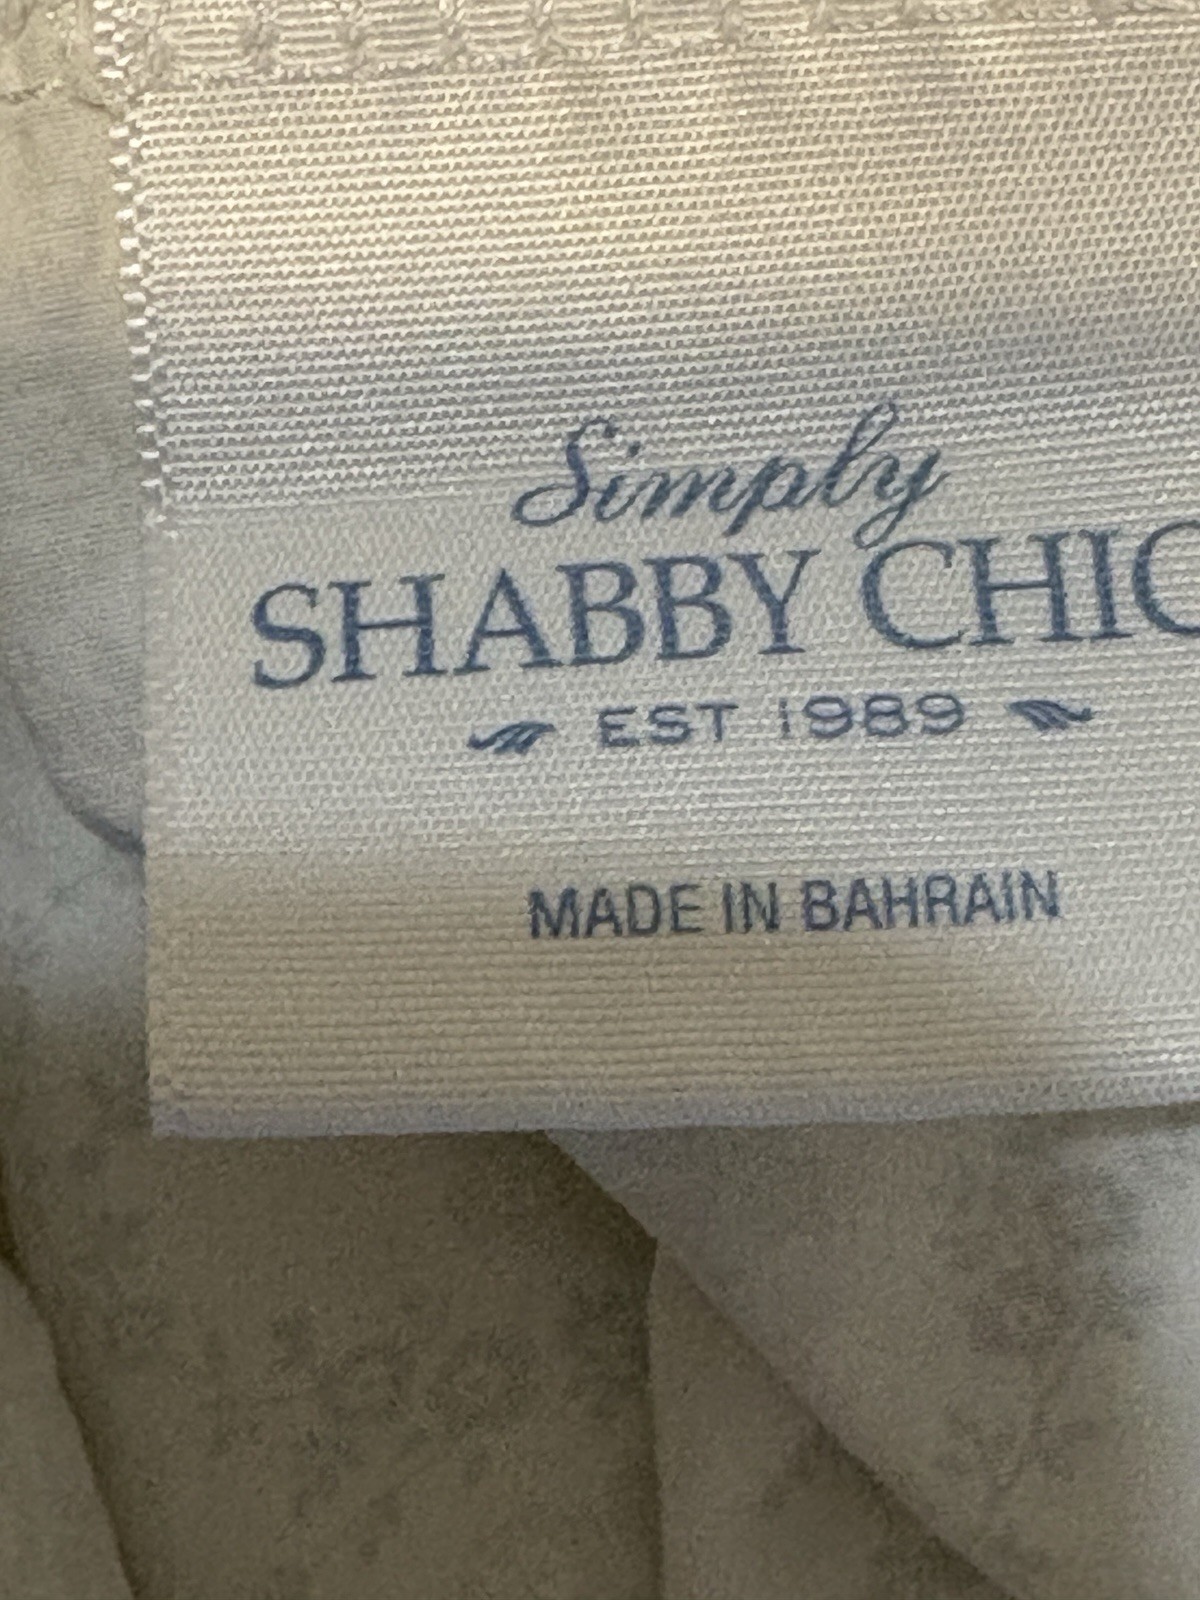 Simply
SHABBY CHIC
EST 1989
MADE IN BAHRAIN